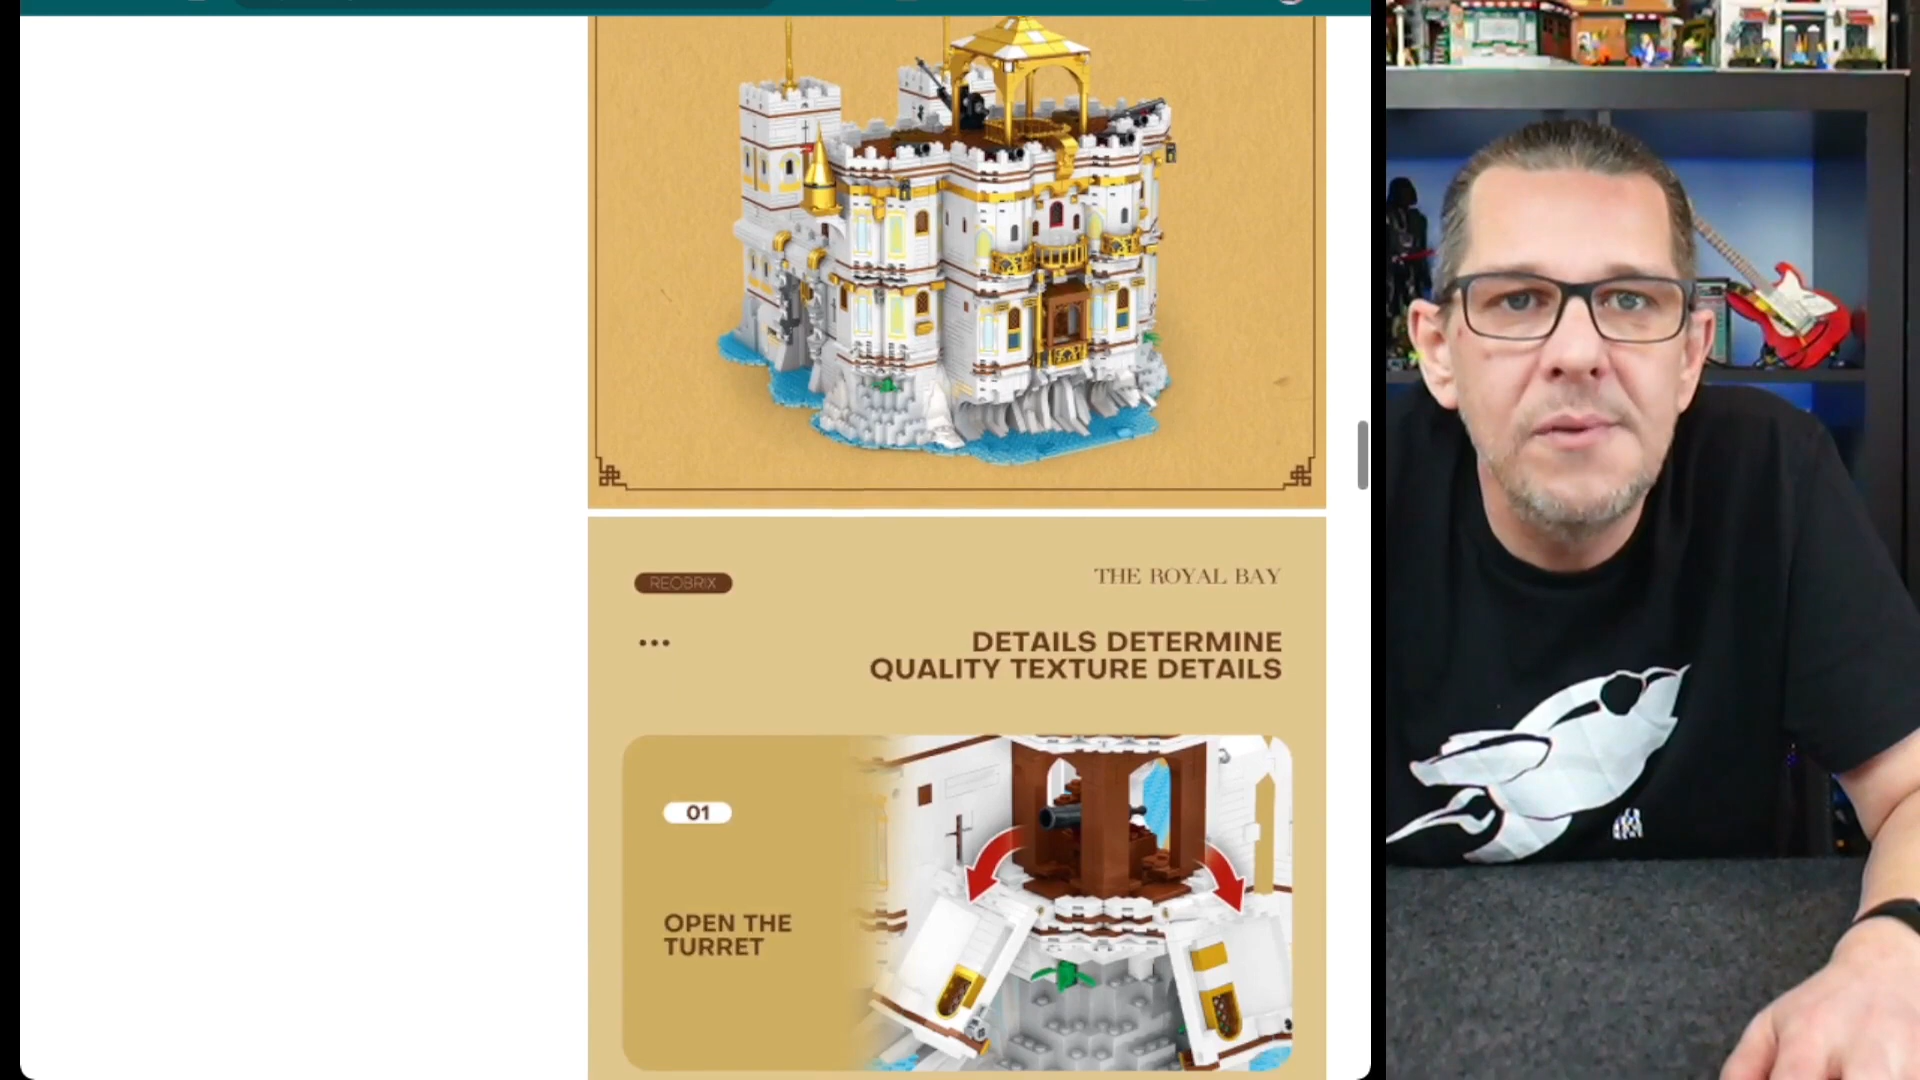 REOBRIX
THE ROYAL BAY
DETAILS DETERMINE
QUALITY TEXTURE DETAILS
01
OPEN THE
TURRET